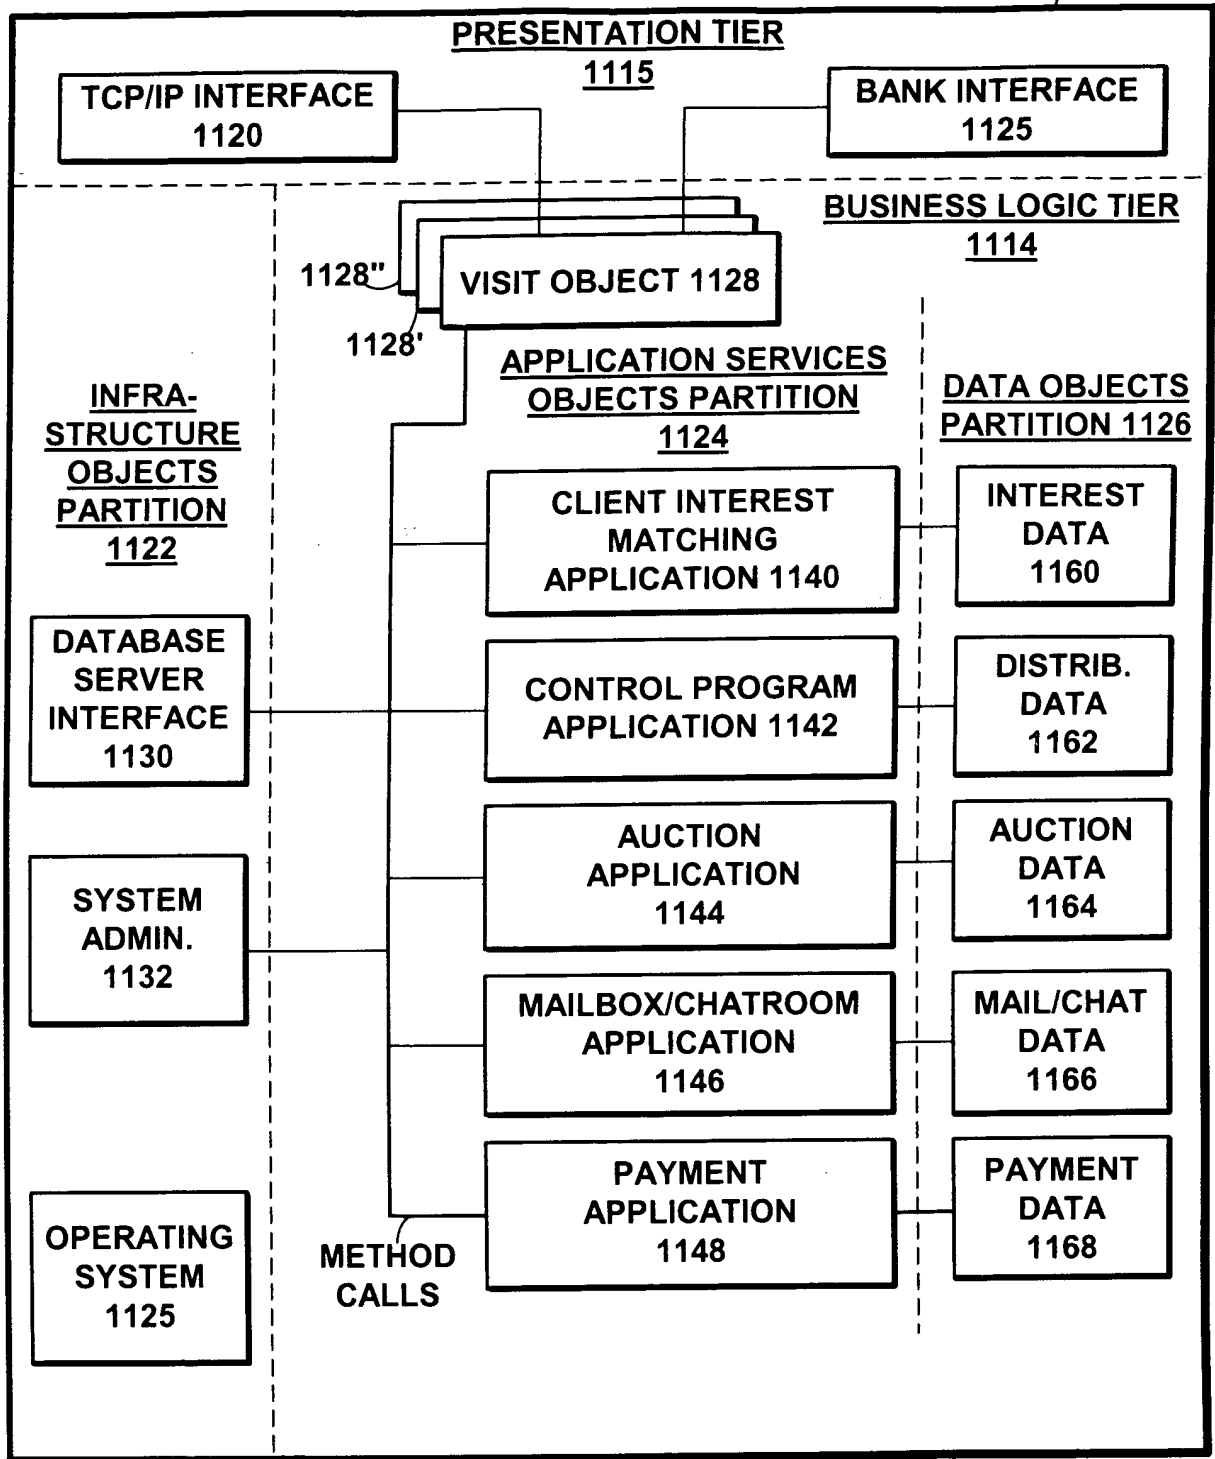 PRESENTATION TIER
1115
TCP/IP INTERFACE
1120
BANK INTERFACE
1125
BUSINESS LOGIC TIER
1114
1128"
VISIT OBJECT 1128
1128'
APPLICATION SERVICES
OBJECTS PARTITION
1124
DATA OBJECTS
PARTITION 1126
INFRA-
STRUCTURE
OBJECTS
PARTITION
1122
CLIENT INTEREST
MATCHING
APPLICATION 1140
INTEREST
DATA
1160
DATABASE
SERVER
INTERFACE
1130
CONTROL PROGRAM
APPLICATION 1142
DISTRIB.
DATA
1162
AUCTION
APPLICATION
1144
AUCTION
DATA
1164
SYSTEM
ADMIN.
1132
MAILBOX/CHATROOM
APPLICATION
1146
MAIL/CHAT
DATA
1166
PAYMENT
APPLICATION
1148
PAYMENT
DATA
1168
OPERATING
SYSTEM
1125
METHOD
CALLS